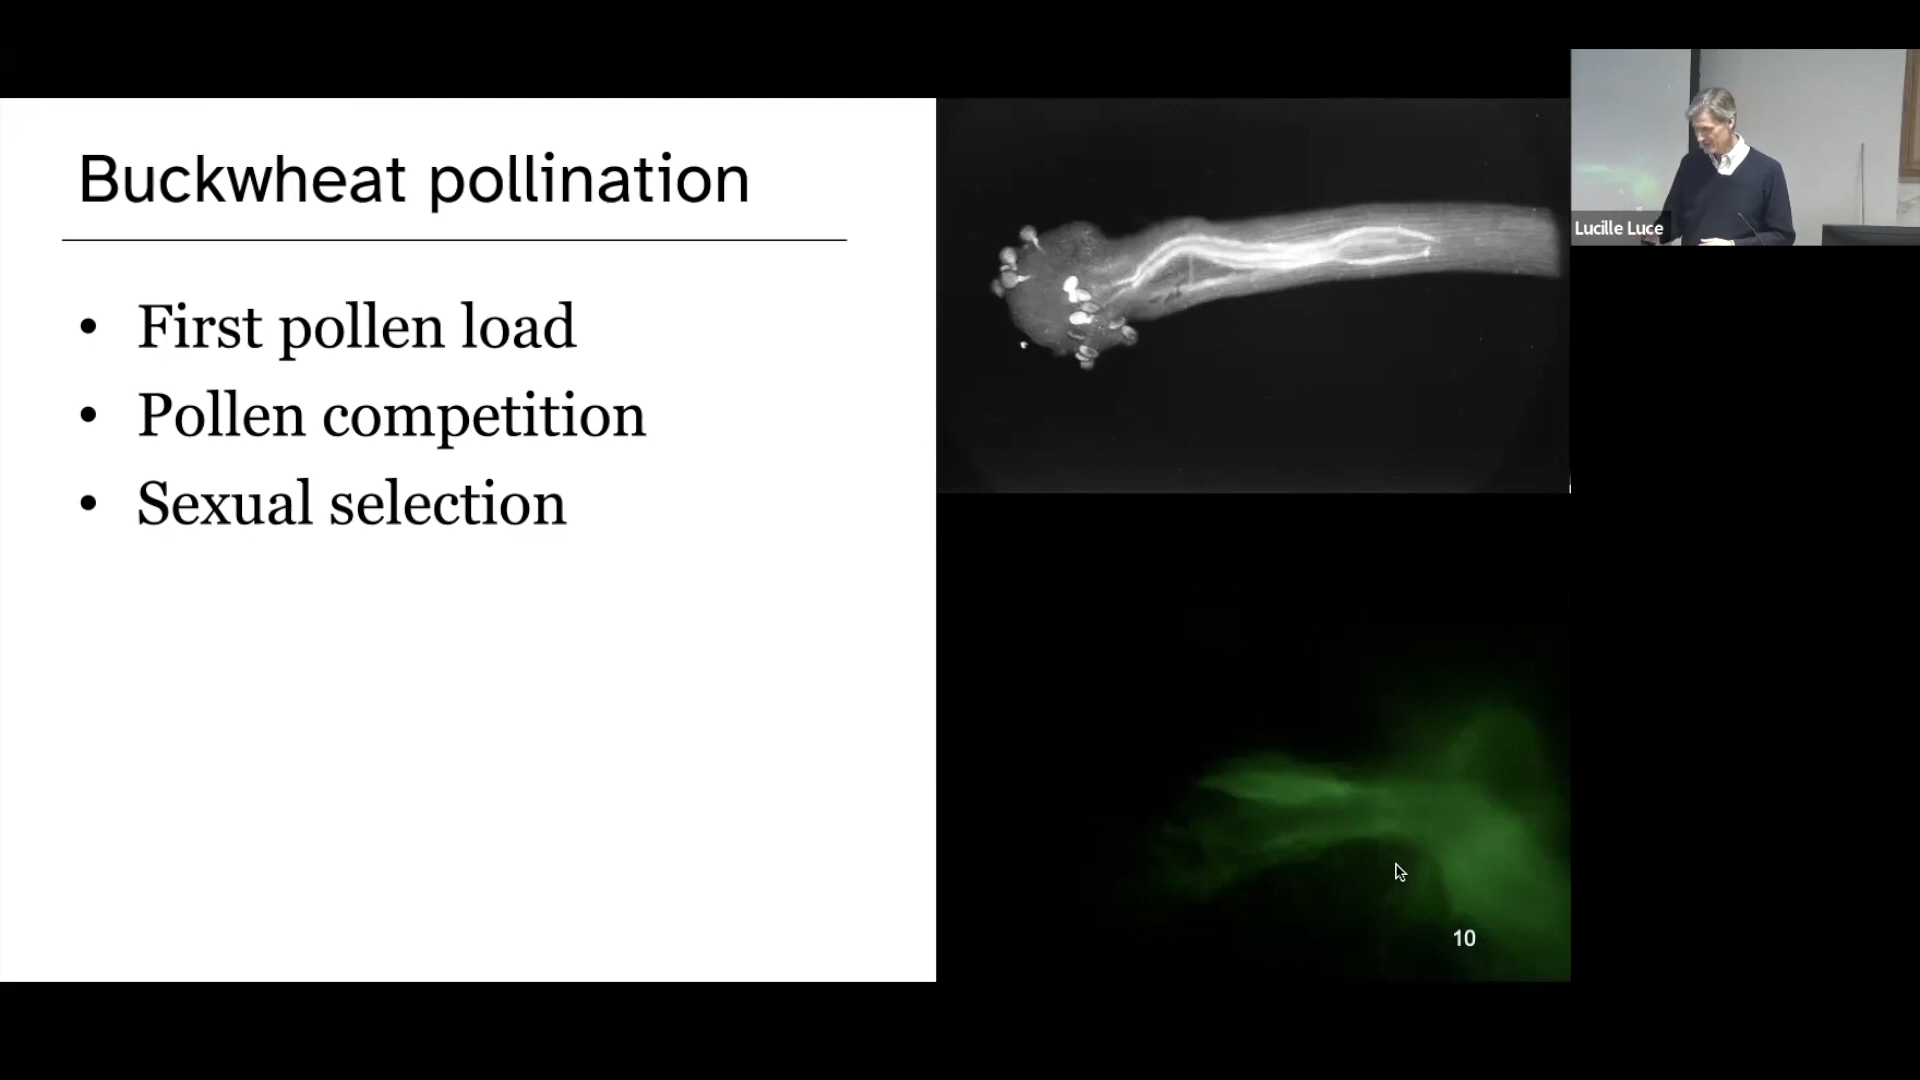 Buckwheat pollination
• First pollen load
• Pollen competition
• Sexual selection
Lucille Luce
10